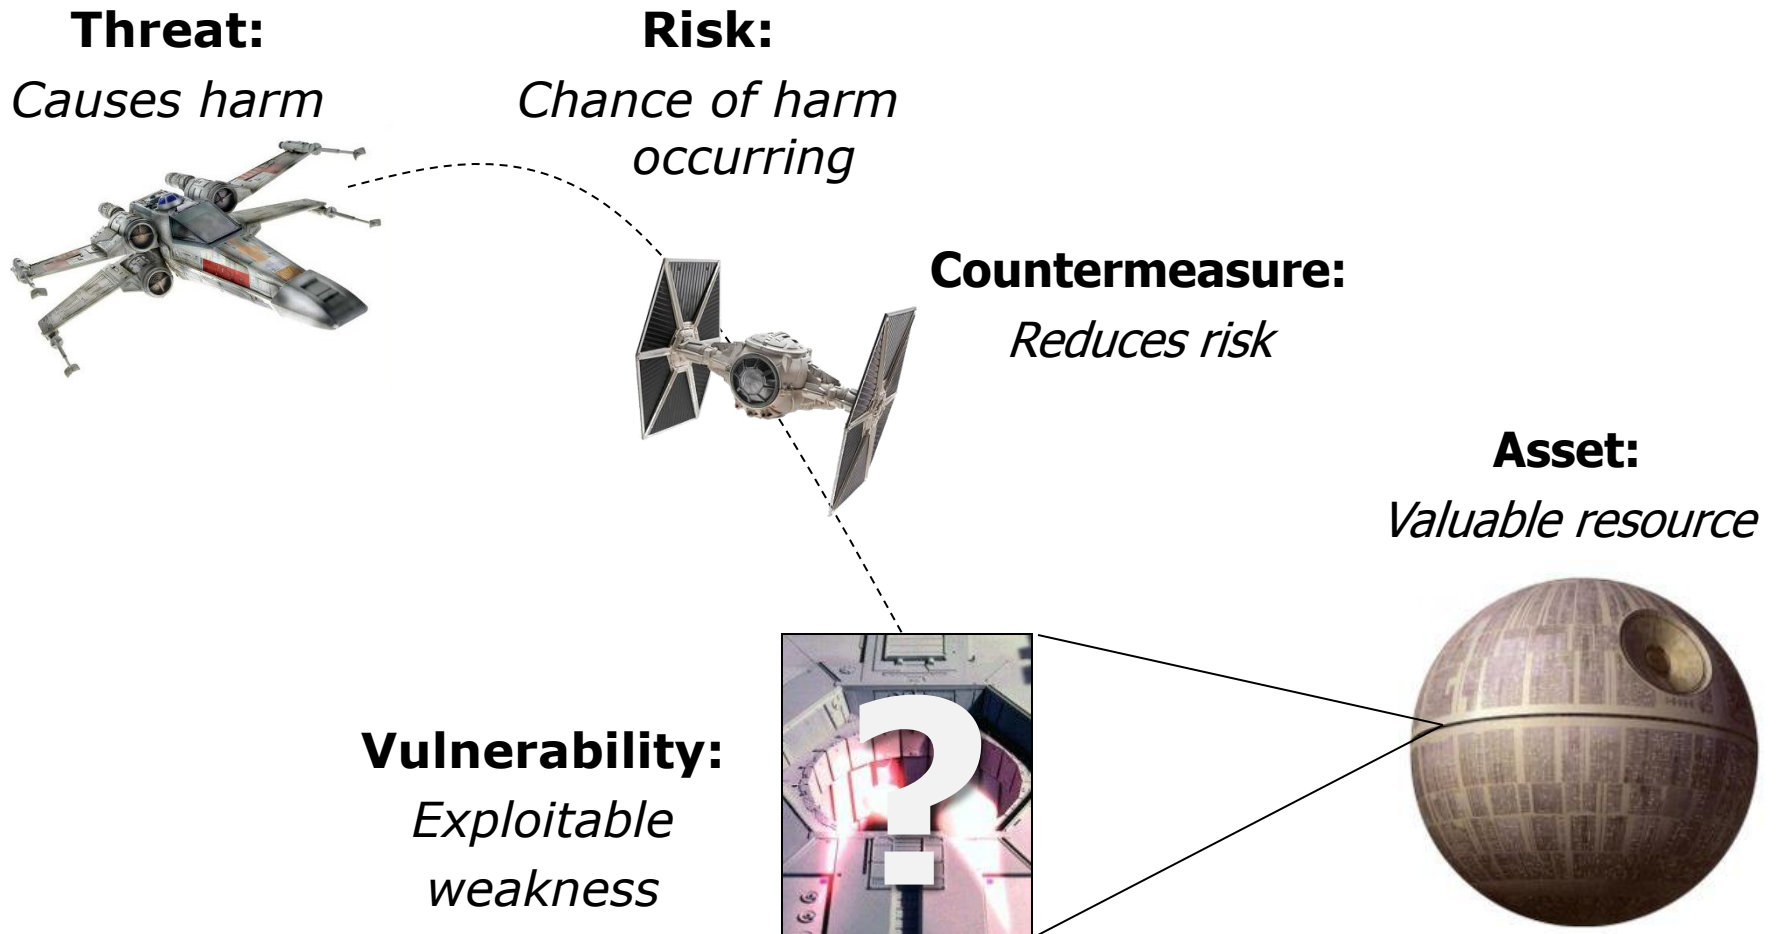 Threat:
Causes harm
Risk:
Chance of harm
occurring
Countermeasure:
Reduces risk
Asset:
Valuable resource
Vulnerability:
Exploitable
weakness
?